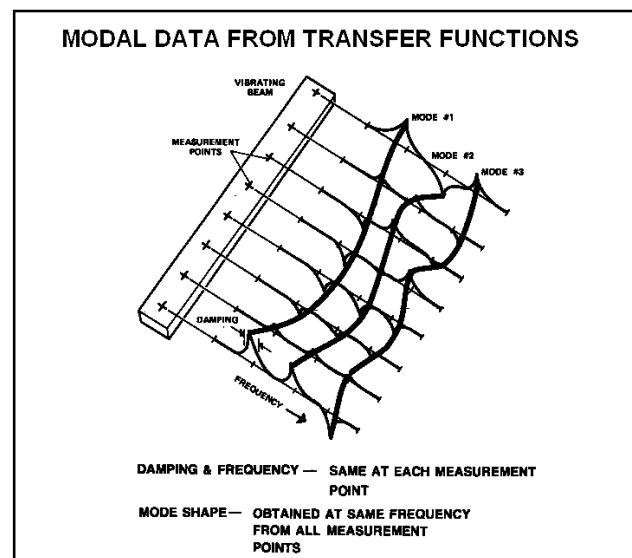 MODAL DATA FROM TRANSFER FUNCTIONS
VIBRATING
BEAM
MODE #1
MEASUREMENT
POINTS
MODE #2
MODE #3
DAMPING
FREQUENCY
DAMPING & FREQUENCY — SAME AT EACH MEASUREMENT
POINT
MODE SHAPE — OBTAINED AT SAME FREQUENCY
FROM ALL MEASUREMENT
POINTS